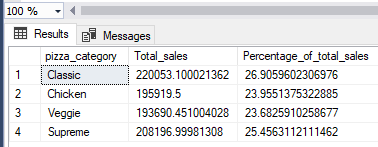 100 %
Results Messages
pizza_category Total_sales Percentage_of_total_sales
1 Classic 220053.100021362 26.9059602306976
2 Chicken 195919.5 23.9551375322885
3 Veggie 193690.451004028 23.6825910258677
4 Supreme 208196.99981308 25.4563112111462